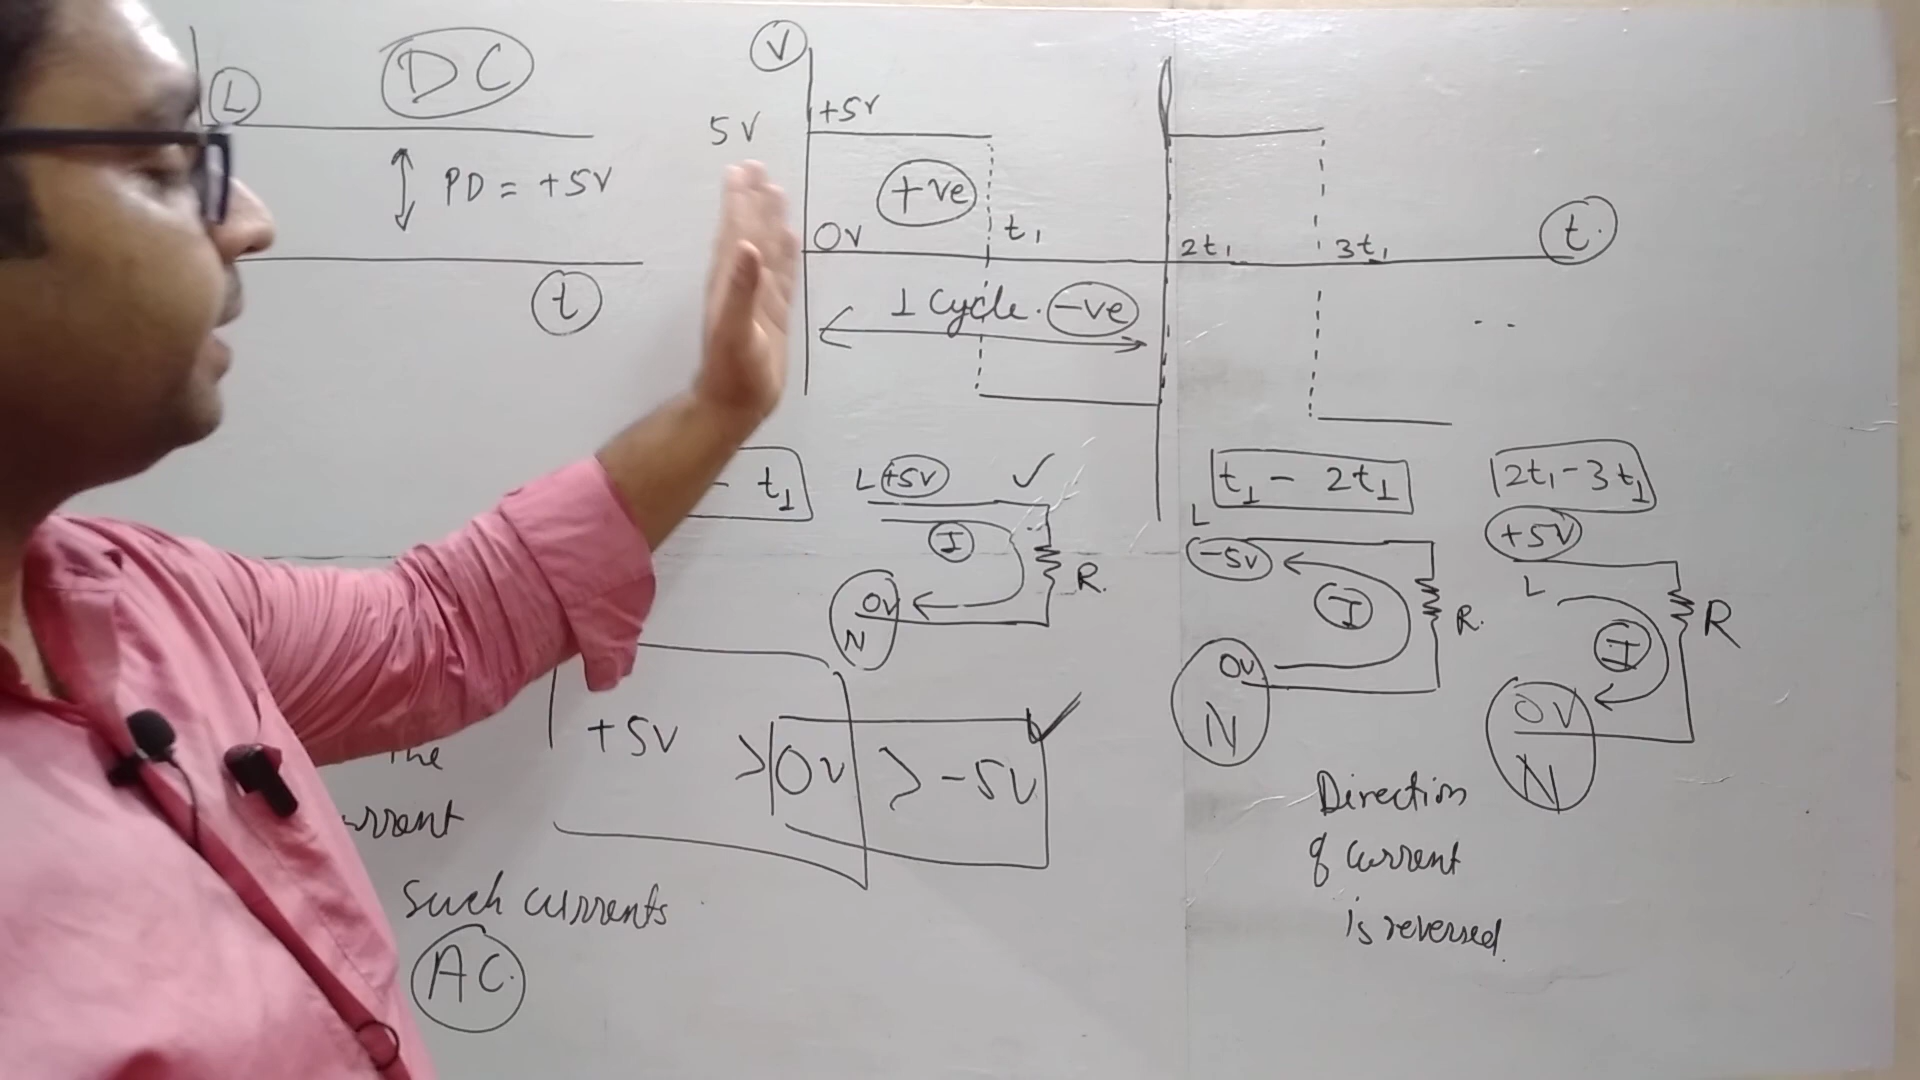 L
DC
PD = +5V
t
V
5V
+5V
+ve
0V
t1
2t1
3t1
t.
1 Cycle.
-ve
. .
- t1
L +5V
I
R.
0V
N
t1 - 2t1
L
-5V
I
R.
0V
N
2t1 - 3t1
+5V
L
I
R
0V
N
+5V > 0V > -5V
the
such currents
AC.
Direction
of current
is reversed.